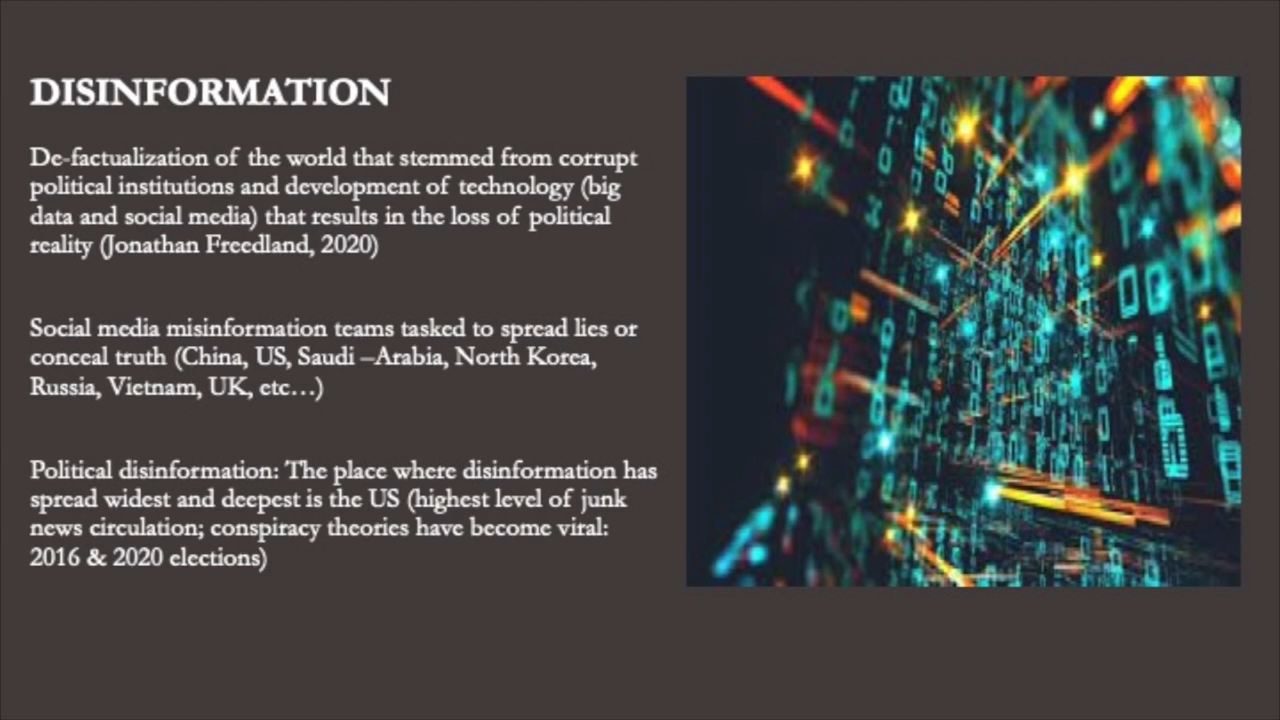 DISINFORMATION
De-factualization of the world that stemmed from corrupt
political institutions and development of technology (big
data and social media) that results in the loss of political
reality (Jonathan Freedland, 2020)
Social media misinformation teams tasked to spread lies or
conceal truth (China, US, Saudi –Arabia, North Korea,
Russia, Vietnam, UK, etc…)
Political disinformation: The place where disinformation has
spread widest and deepest is the US (highest level of junk
news circulation; conspiracy theories have become viral:
2016 & 2020 elections)